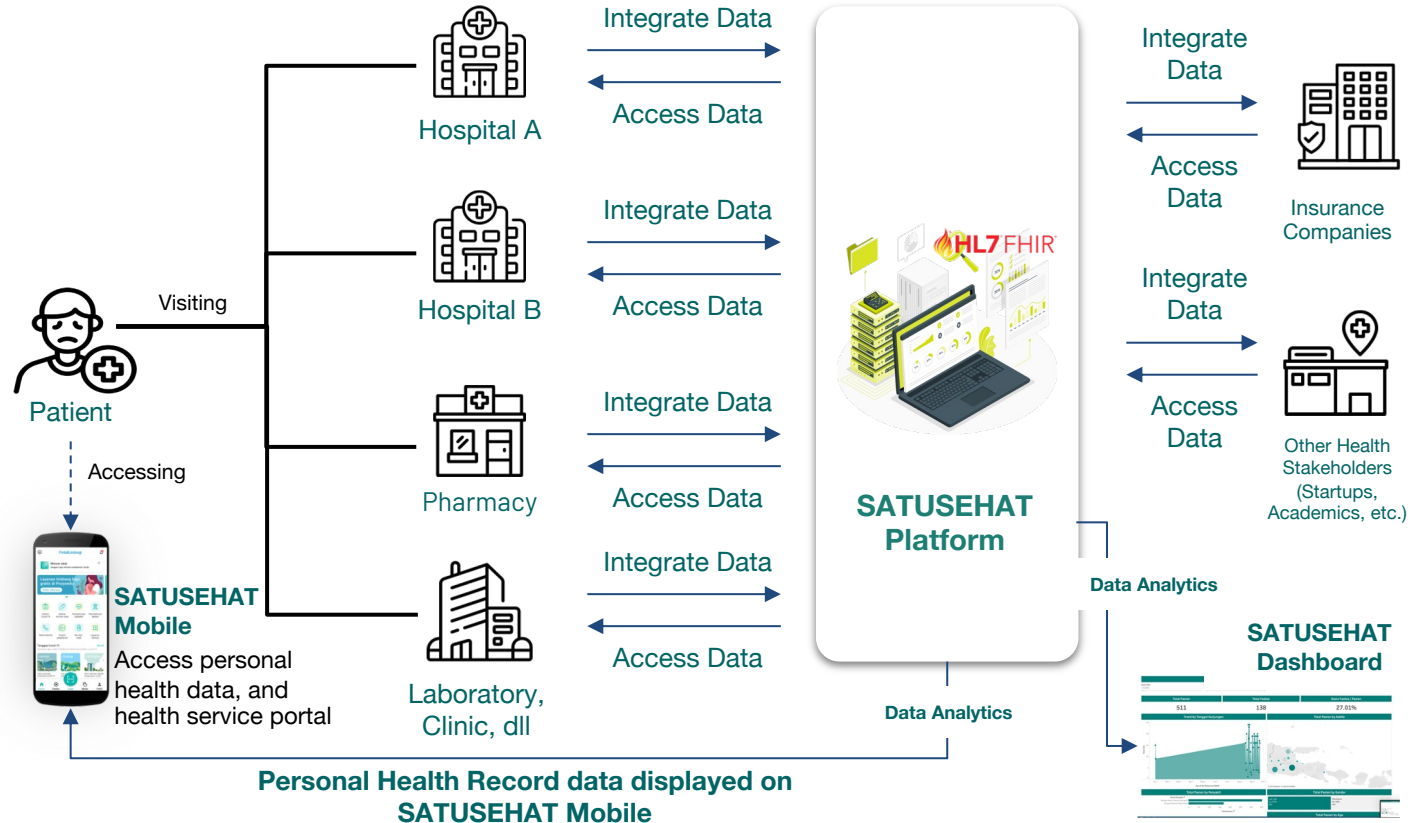 Integrate Data
Access Data
Hospital A
Integrate Data
Access Data
Hospital B
Visiting
Patient
Accessing
Integrate Data
Access Data
Pharmacy
Integrate Data
Access Data
Laboratory,
Clinic, dll
SATUSEHAT
Mobile
Access personal
health data, and
health service portal
HL7 FHIR
SATUSEHAT
Platform
Integrate
Data
Access
Data
Insurance
Companies
Integrate
Data
Access
Data
Other Health
Stakeholders
(Startups,
Academics, etc.)
Data Analytics
Data Analytics
SATUSEHAT
Dashboard
511
138
27.01%
Personal Health Record data displayed on
SATUSEHAT Mobile